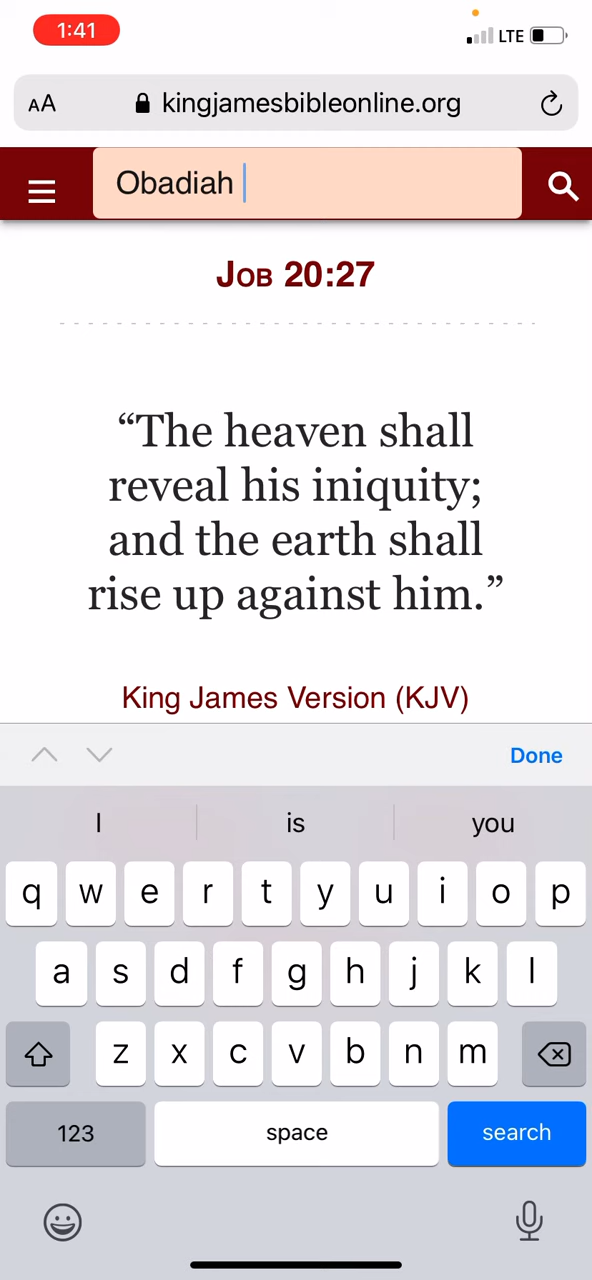 1:41
LTE
AA kingjamesbibleonline.org
Obadiah
Job 20:27
“The heaven shall
reveal his iniquity;
and the earth shall
rise up against him.”
King James Version (KJV)
Done
I is you
q w e r t y u i o p
a s d f g h j k l
z x c v b n m
123 space search